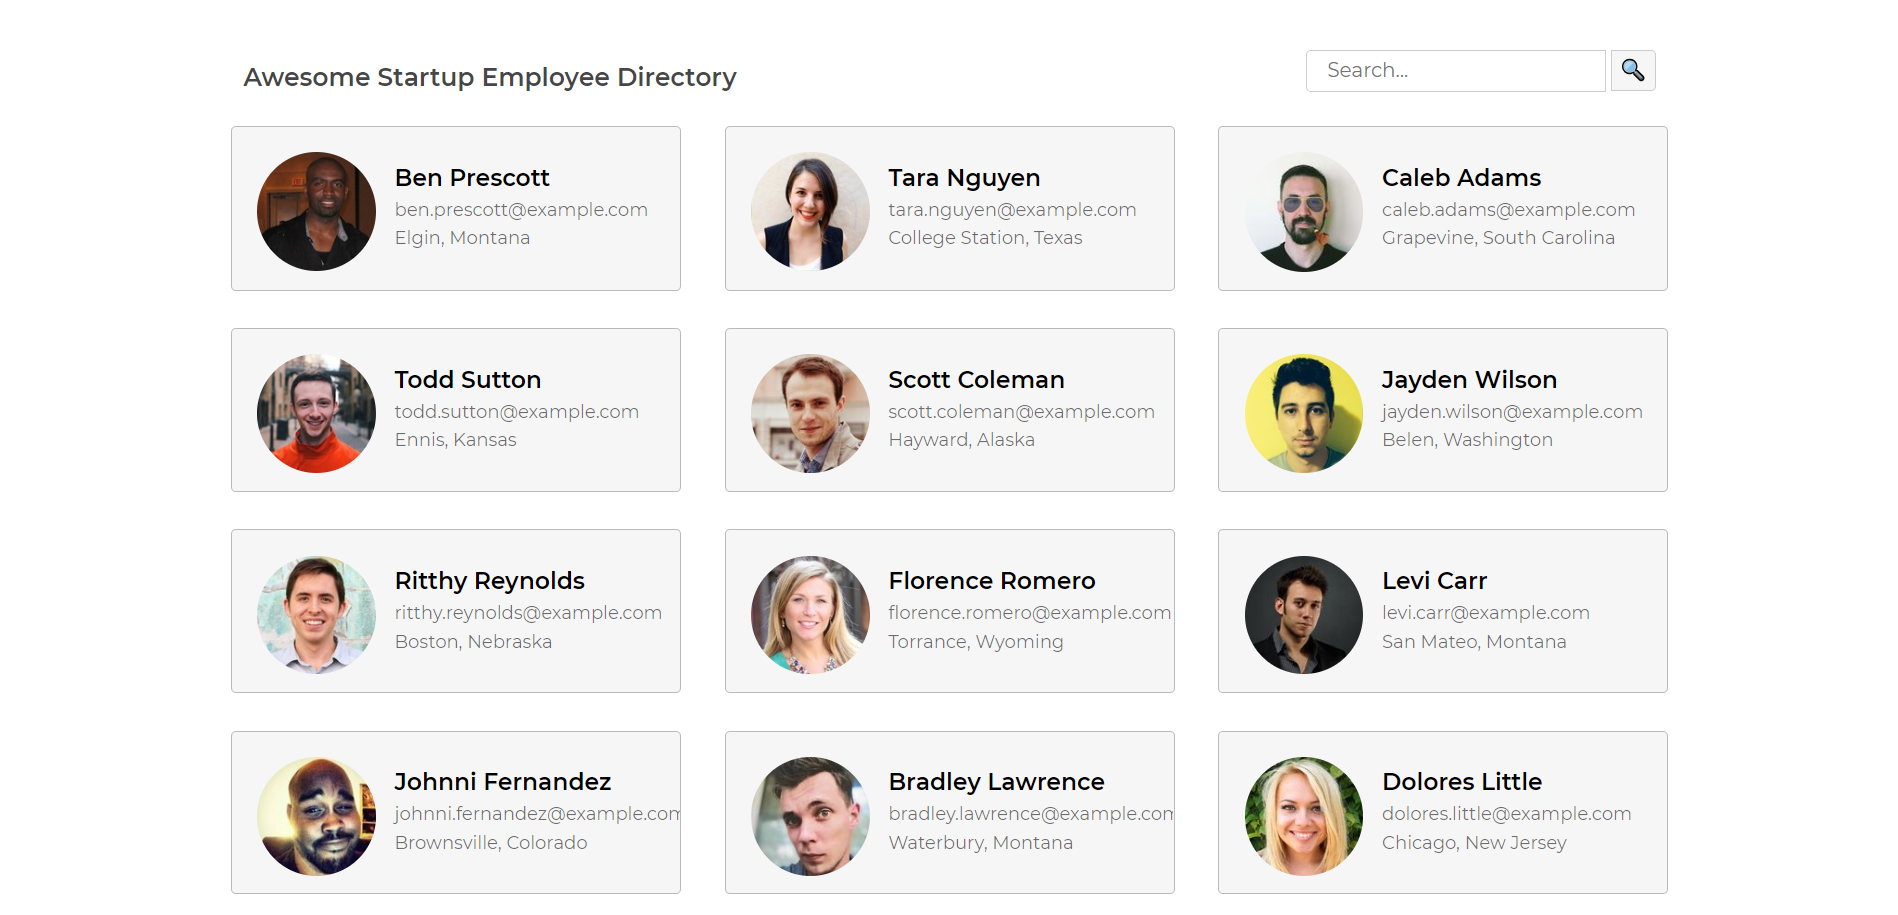 Awesome Startup Employee Directory
Search...
Ben Prescott
ben.prescott@example.com
Elgin, Montana
Tara Nguyen
tara.nguyen@example.com
College Station, Texas
Caleb Adams
caleb.adams@example.com
Grapevine, South Carolina
Todd Sutton
todd.sutton@example.com
Ennis, Kansas
Scott Coleman
scott.coleman@example.com
Hayward, Alaska
Jayden Wilson
jayden.wilson@example.com
Belen, Washington
Ritthy Reynolds
ritthy.reynolds@example.com
Boston, Nebraska
Florence Romero
florence.romero@example.com
Torrance, Wyoming
Levi Carr
levi.carr@example.com
San Mateo, Montana
Johnni Fernandez
johnni.fernandez@example.com
Brownsville, Colorado
Bradley Lawrence
bradley.lawrence@example.com
Waterbury, Montana
Dolores Little
dolores.little@example.com
Chicago, New Jersey